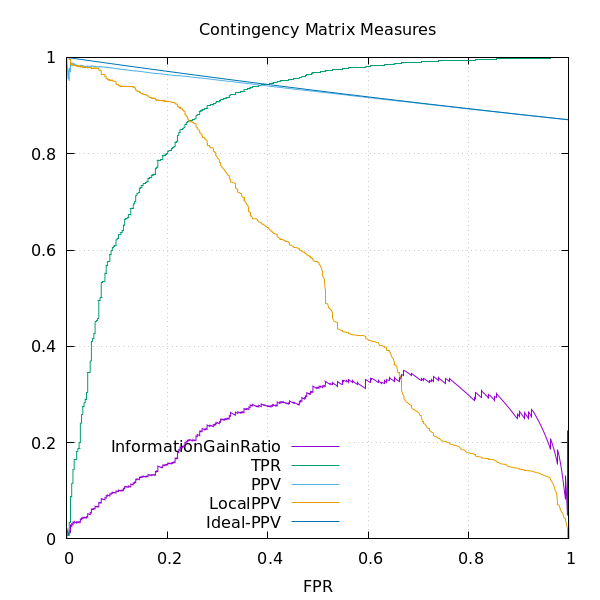 Contingency Matrix Measures
1
0.8
0.6
0.4
0.2
0
InformationGainRatio
TPR
PPV
LocalPPV
Ideal-PPV
0 0.2 0.4 0.6 0.8 1
FPR